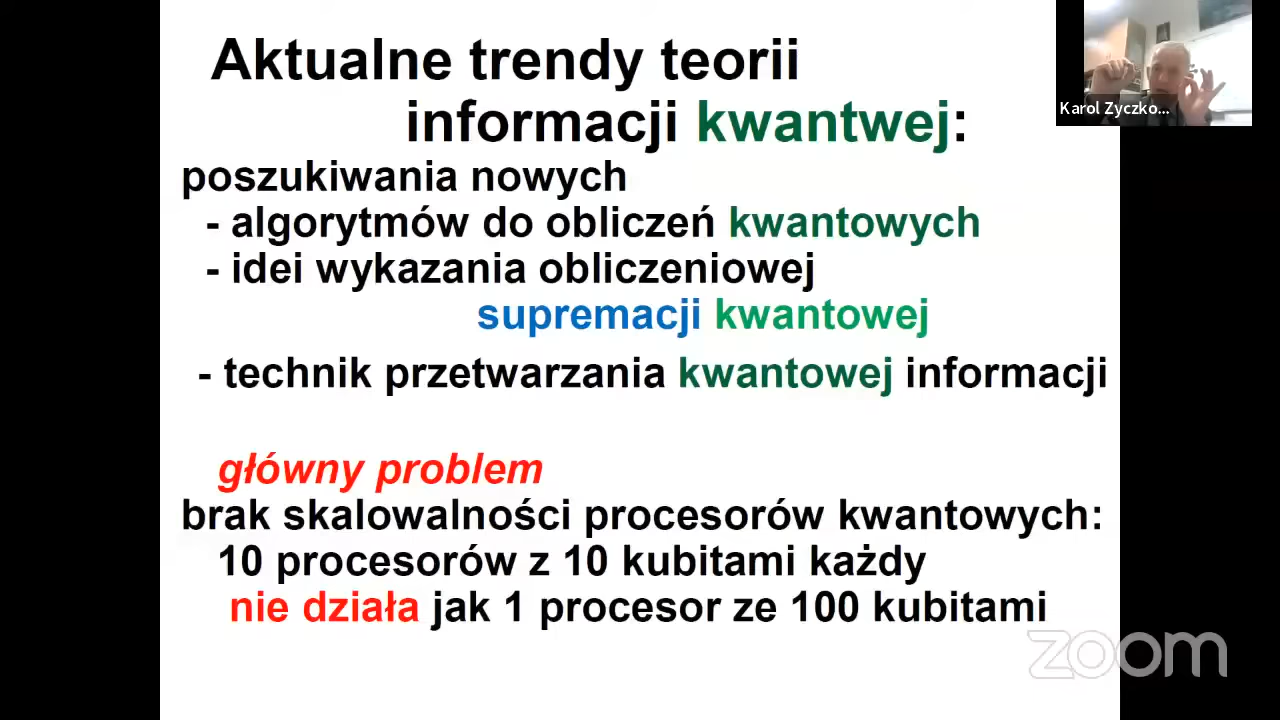 Aktualne trendy teorii
informacji kwantwej:
poszukiwania nowych
- algorytmów do obliczeń kwantowych
- idei wykazania obliczeniowej
supremacji kwantowej
- technik przetwarzania kwantowej informacji
główny problem
brak skalowalności procesorów kwantowych:
10 procesorów z 10 kubitami każdy
nie działa jak 1 procesor ze 100 kubitami
Karol Zyczko...
zoom